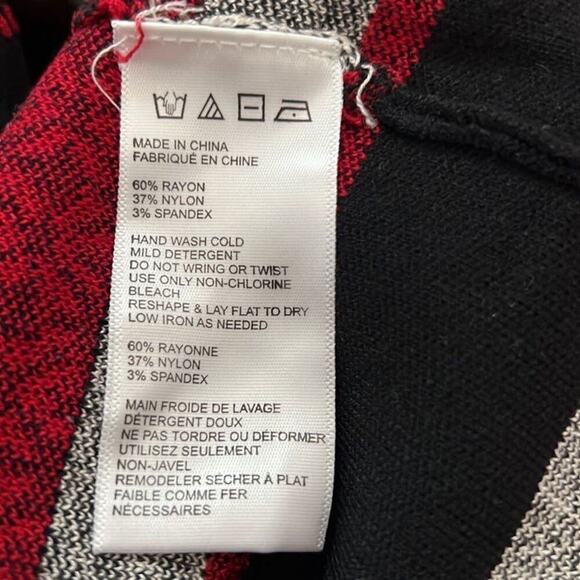 MADE IN CHINA
FABRIQUÉ EN CHINE
60% RAYON
37% NYLON
3% SPANDEX
HAND WASH COLD
MILD DETERGENT
DO NOT WRING OR TWIST
USE ONLY NON-CHLORINE
BLEACH
RESHAPE & LAY FLAT TO DRY
LOW IRON AS NEEDED
60% RAYONNE
37% NYLON
3% SPANDEX
MAIN FROIDE DE LAVAGE
DÉTERGENT DOUX
NE PAS TORDRE OU DÉFORMER
UTILISEZ SEULEMENT
NON-JAVEL
REMODELER SÉCHER À PLAT
FAIBLE COMME FER
NÉCESSAIRES